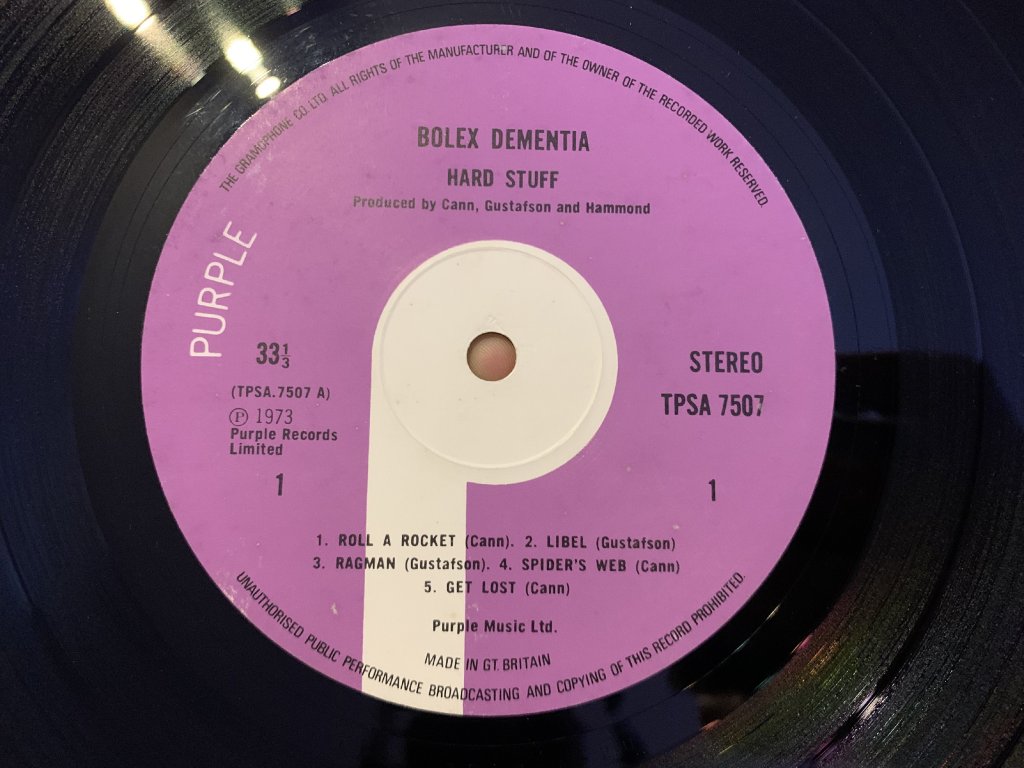 THE GRAMOPHONE CO. LTD. ALL RIGHTS OF THE MANUFACTURER AND OF THE OWNER OF THE RECORDED WORK RESERVED.
BOLEX DEMENTIA
HARD STUFF
Produced by Cann, Gustafson and Hammond
PURPLE
33⅓
(TPSA.7507 A)
℗ 1973
Purple Records
Limited
1
STEREO
TPSA 7507
1
1. ROLL A ROCKET (Cann). 2. LIBEL (Gustafson)
3. RAGMAN (Gustafson). 4. SPIDER'S WEB (Cann)
5. GET LOST (Cann)
Purple Music Ltd.
MADE IN GT. BRITAIN
UNAUTHORISED PUBLIC PERFORMANCE BROADCASTING AND COPYING OF THIS RECORD PROHIBITED.